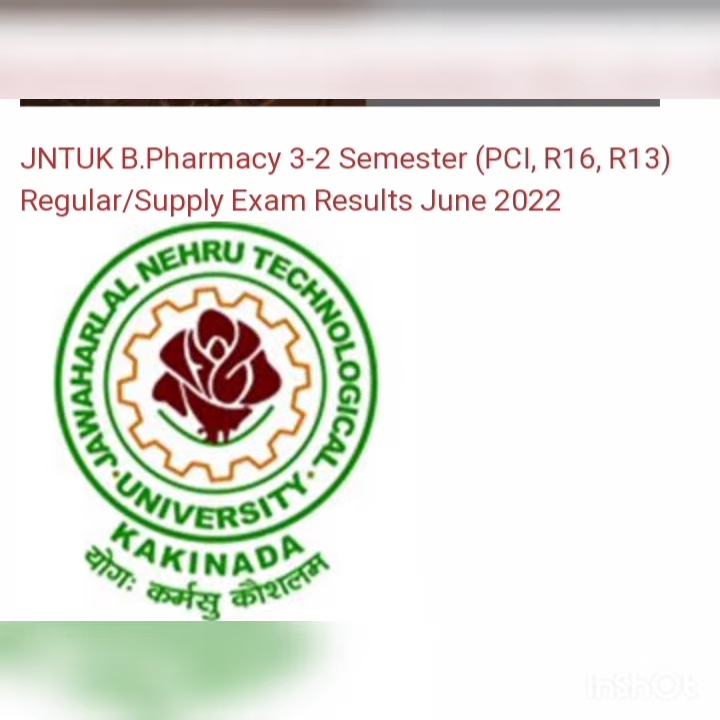 JNTUK B.Pharmacy 3-2 Semester (PCI, R16, R13)
Regular/Supply Exam Results June 2022
JAWAHARLAL NEHRU TECHNOLOGICAL
UNIVERSITY
KAKINADA
योगः कर्मसु कौशलम
InShOt